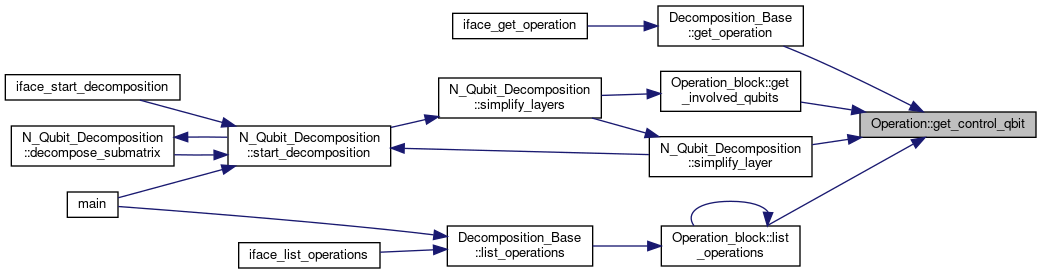 iface_get_operation
Decomposition_Base
::get_operation
iface_start_decomposition
N_Qubit_Decomposition
::simplify_layers
Operation_block::get
_involved_qubits
Operation::get_control_qbit
N_Qubit_Decomposition
::decompose_submatrix
N_Qubit_Decomposition
::start_decomposition
N_Qubit_Decomposition
::simplify_layer
main
iface_list_operations
Decomposition_Base
::list_operations
Operation_block::list
_operations